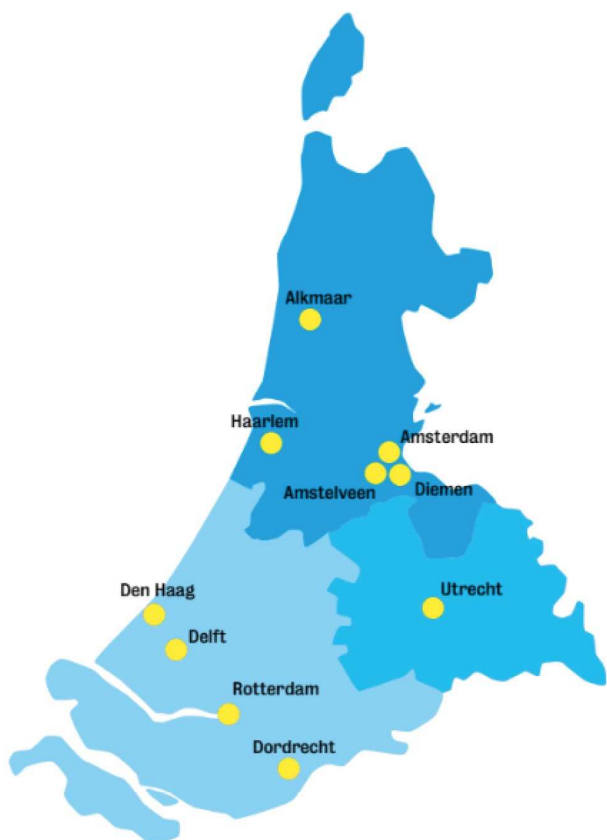 Alkmaar
Haarlem
Amsterdam
Amstelveen
Diemen
Den Haag
Utrecht
Delft
Rotterdam
Dordrecht